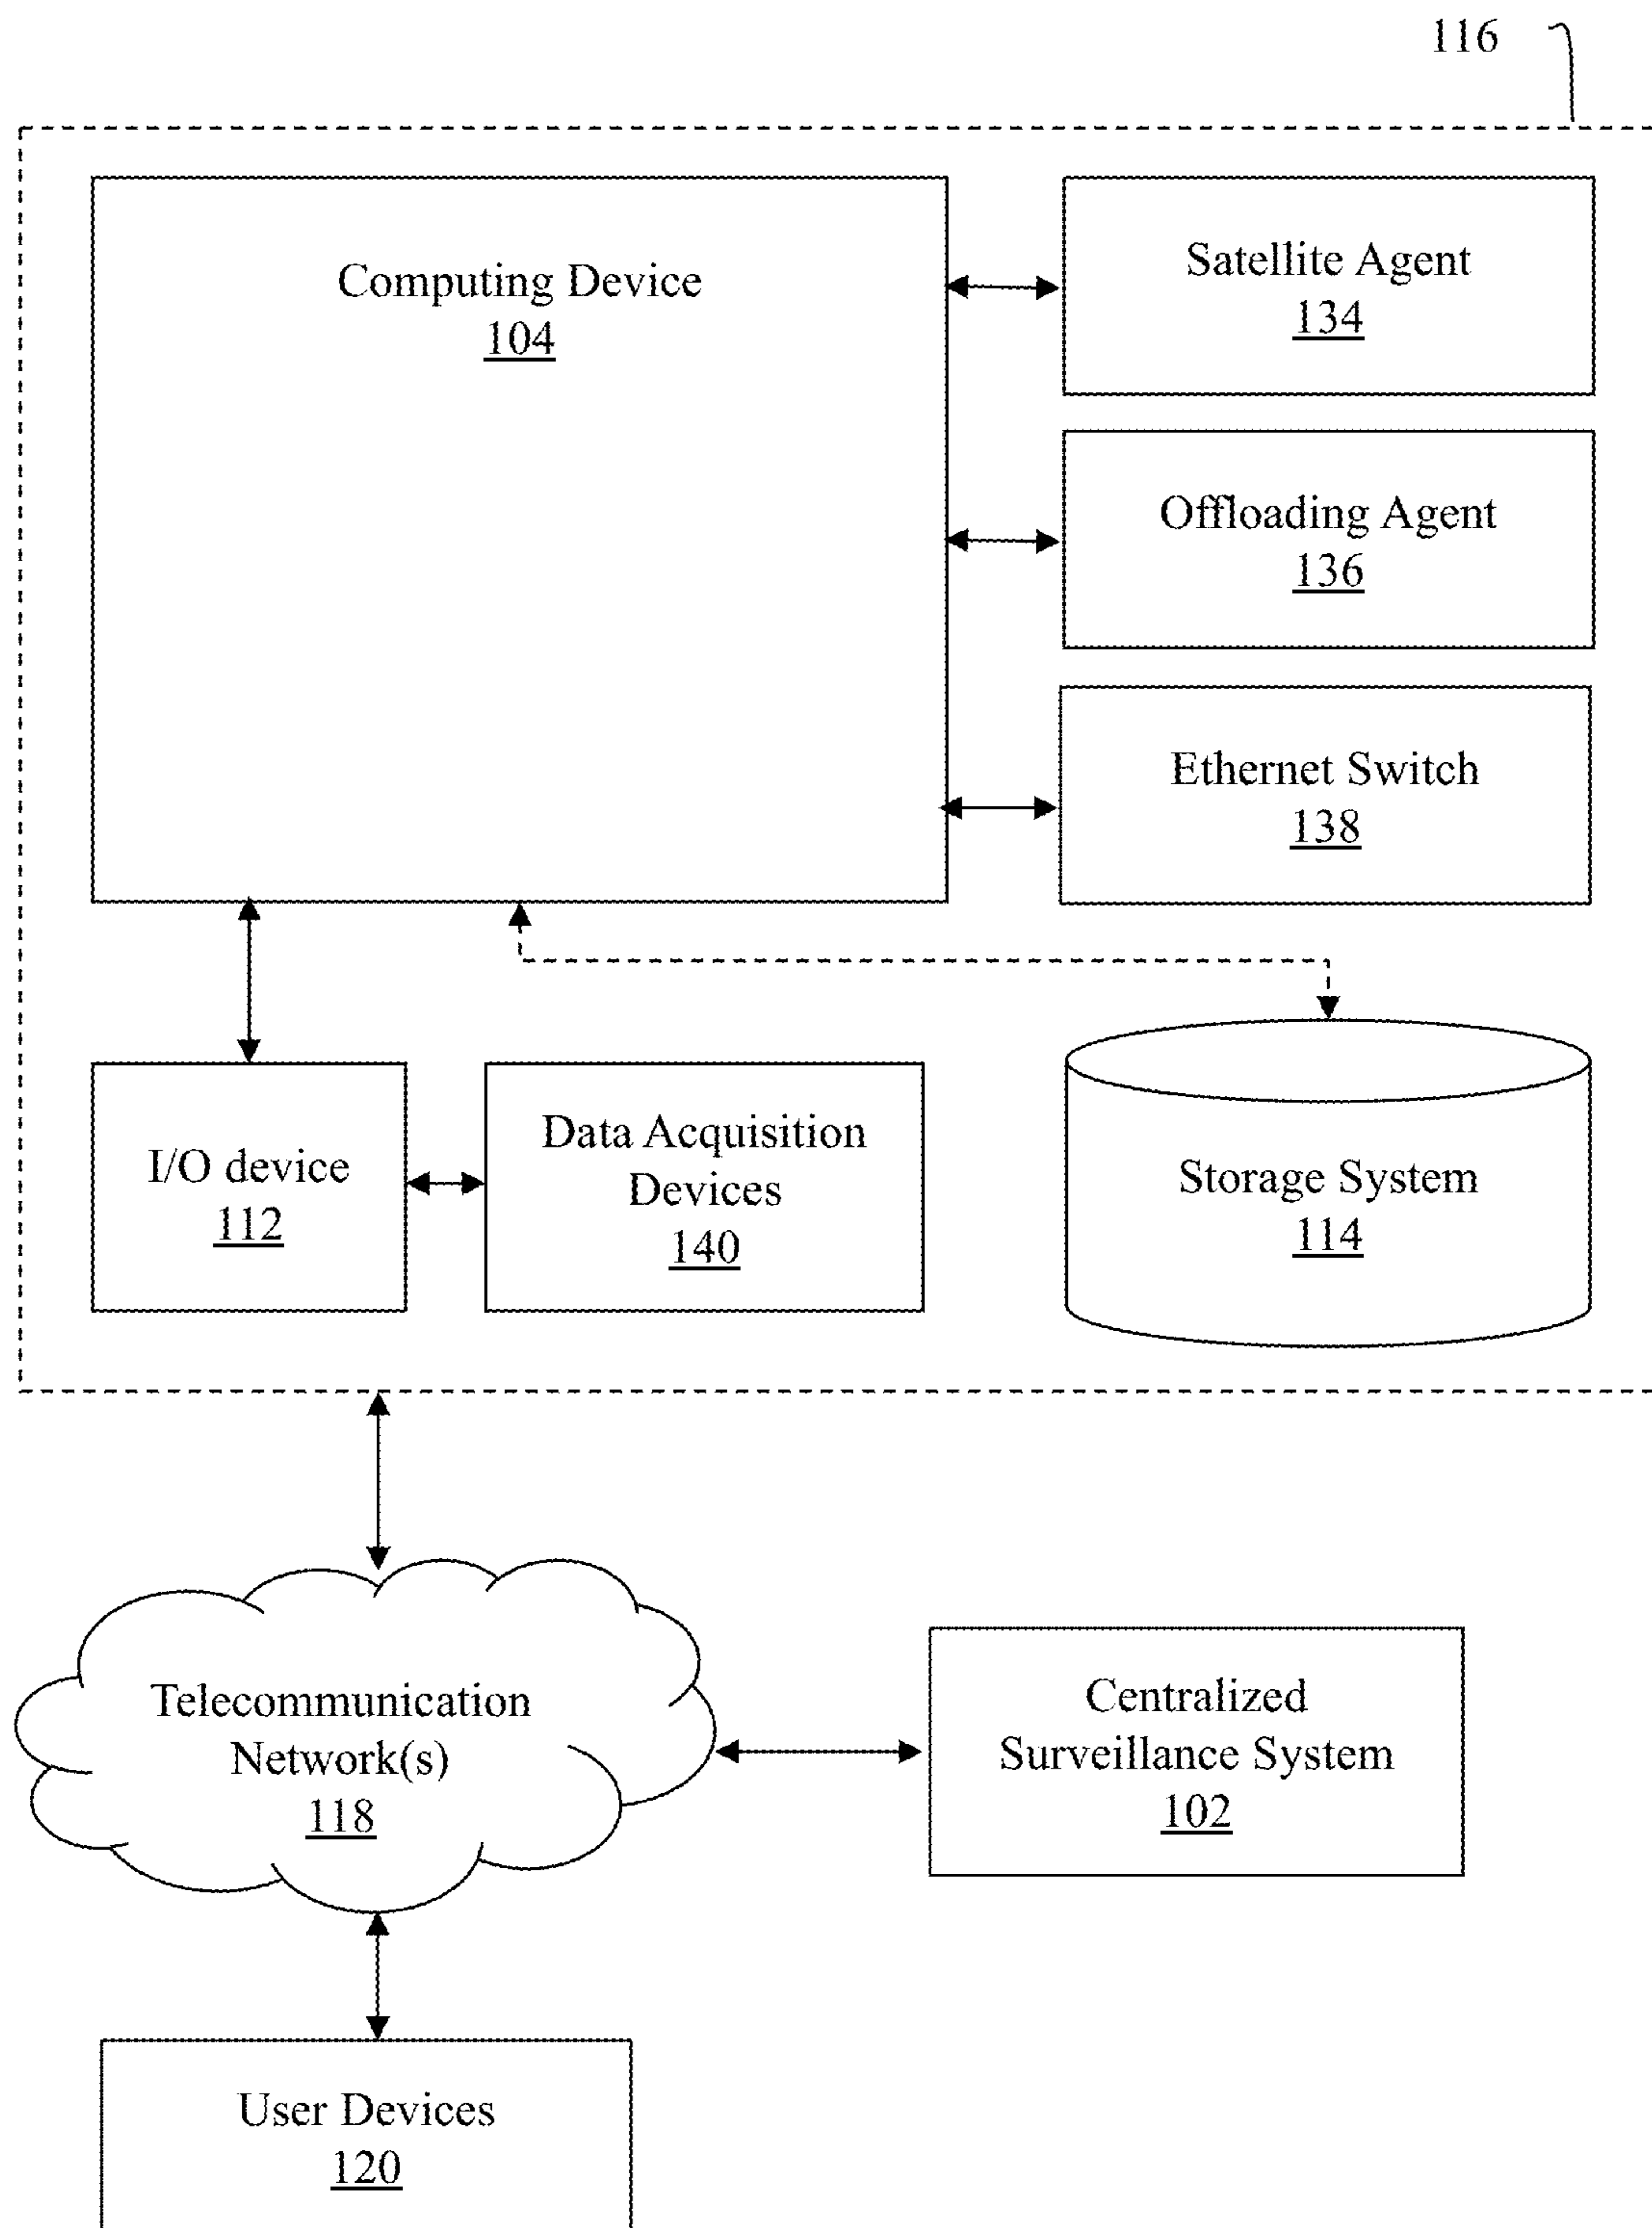 116
Computing Device
104
Satellite Agent
134
Offloading Agent
136
Ethernet Switch
138
I/O device
112
Data Acquisition
Devices
140
Storage System
114
Telecommunication
Network(s)
118
Centralized
Surveillance System
102
User Devices
120